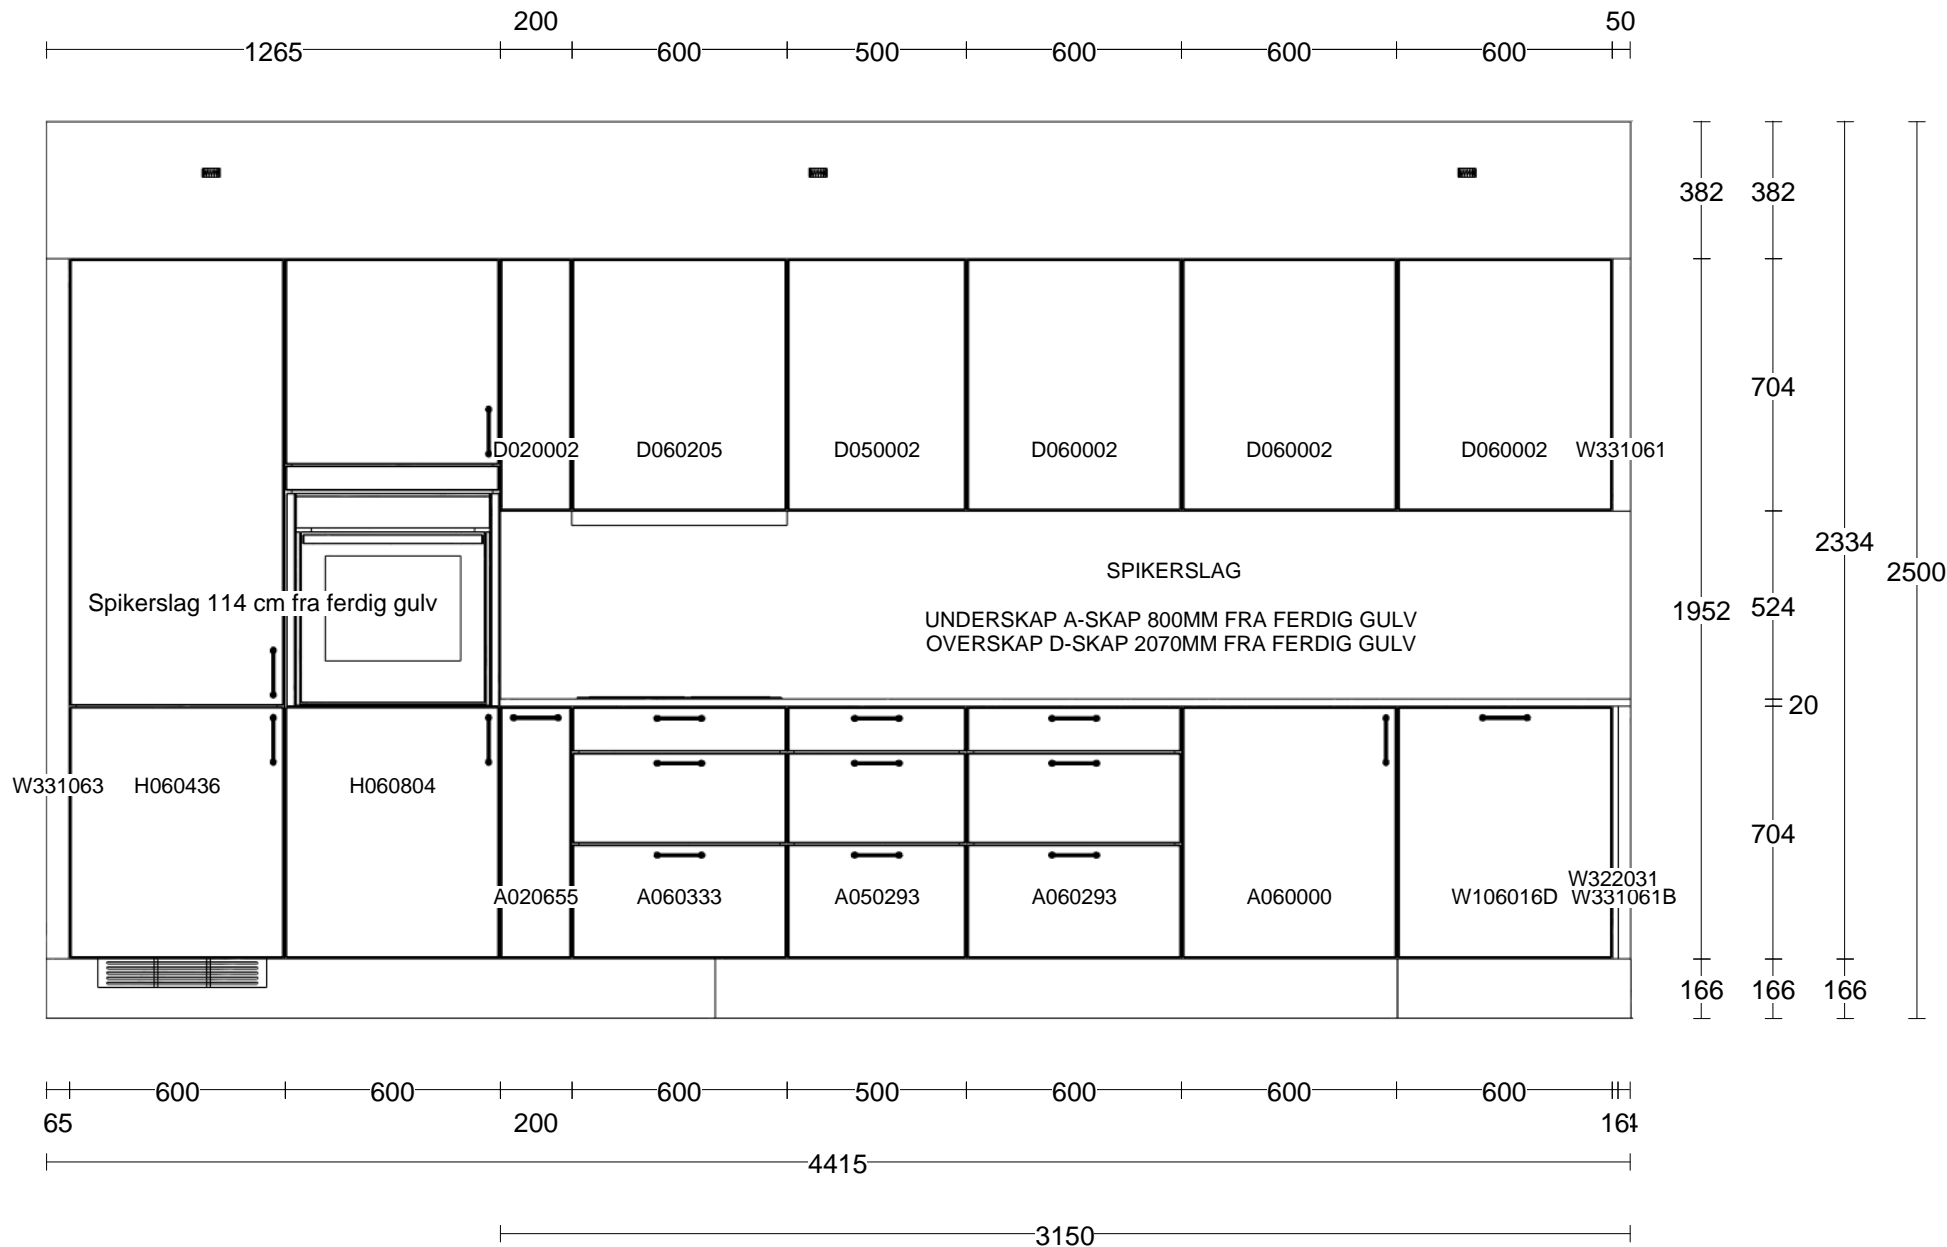 200 50
1265 600 500 600 600 600
382 382
704
D020002 D060205 D050002 D060002 D060002 D060002 W331061
2334
SPIKERSLAG
2500
Spikerslag 114 cm fra ferdig gulv
1952 524
UNDERSKAP A-SKAP 800MM FRA FERDIG GULV
OVERSKAP D-SKAP 2070MM FRA FERDIG GULV
20
W331063 H060436 H060804
704
W322031
A020655 A060333 A050293 A060293 A060000 W106016D W331061B
166 166 166
600 600 600 500 600 600 600
65 200 16
4415
3150